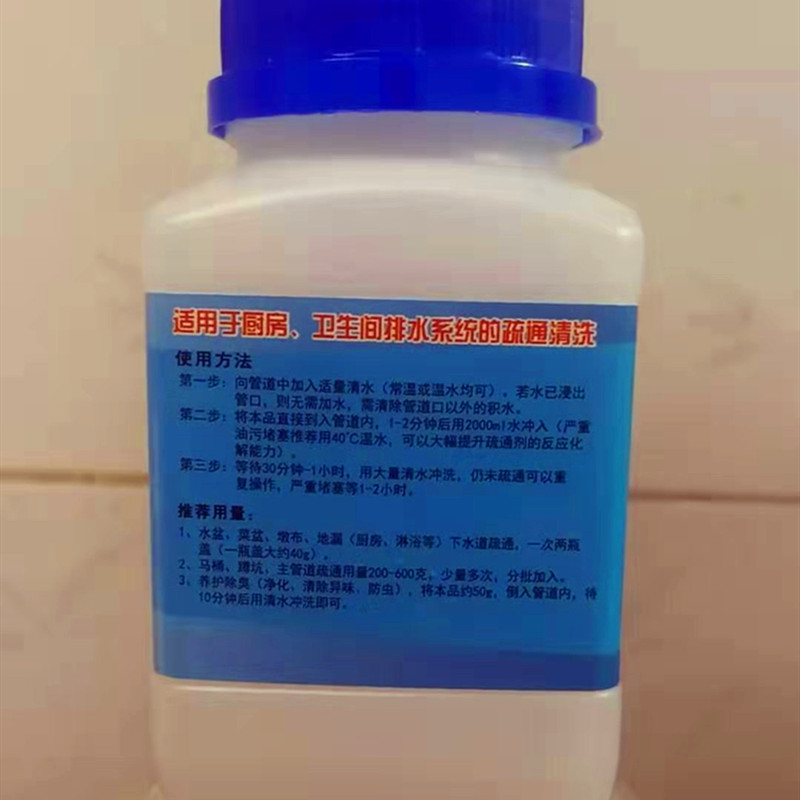 适用于厨房、卫生间排水系统的疏通清洗
使用方法
第一步：向管道中加入适量清水（常温或温水均可）。若水已浸出
管口，则无需加水，需清除管道口以外的积水。
第二步：将本品直接到入管道内，1-2分钟后用2000ml水冲入（严重
油污堵塞推荐用40℃温水，可以大幅提升疏通剂的反应化
解能力）。
第三步：等待30分钟-1小时，用大量清水冲洗，仍未疏通可以重
复操作，严重堵塞等1-2小时。
推荐用量：
1、水盆、菜盆、墩布、地漏（厨房、淋浴等）下水道疏通，一次两瓶
盖（一瓶盖大约40g）。
2、马桶、蹲坑、主管道疏通用量200-600克，少量多次，分批加入。
3、养护除臭（净化、清除异味、防虫），将本品约50g，倒入管道内，待
10分钟后用清水冲洗即可。